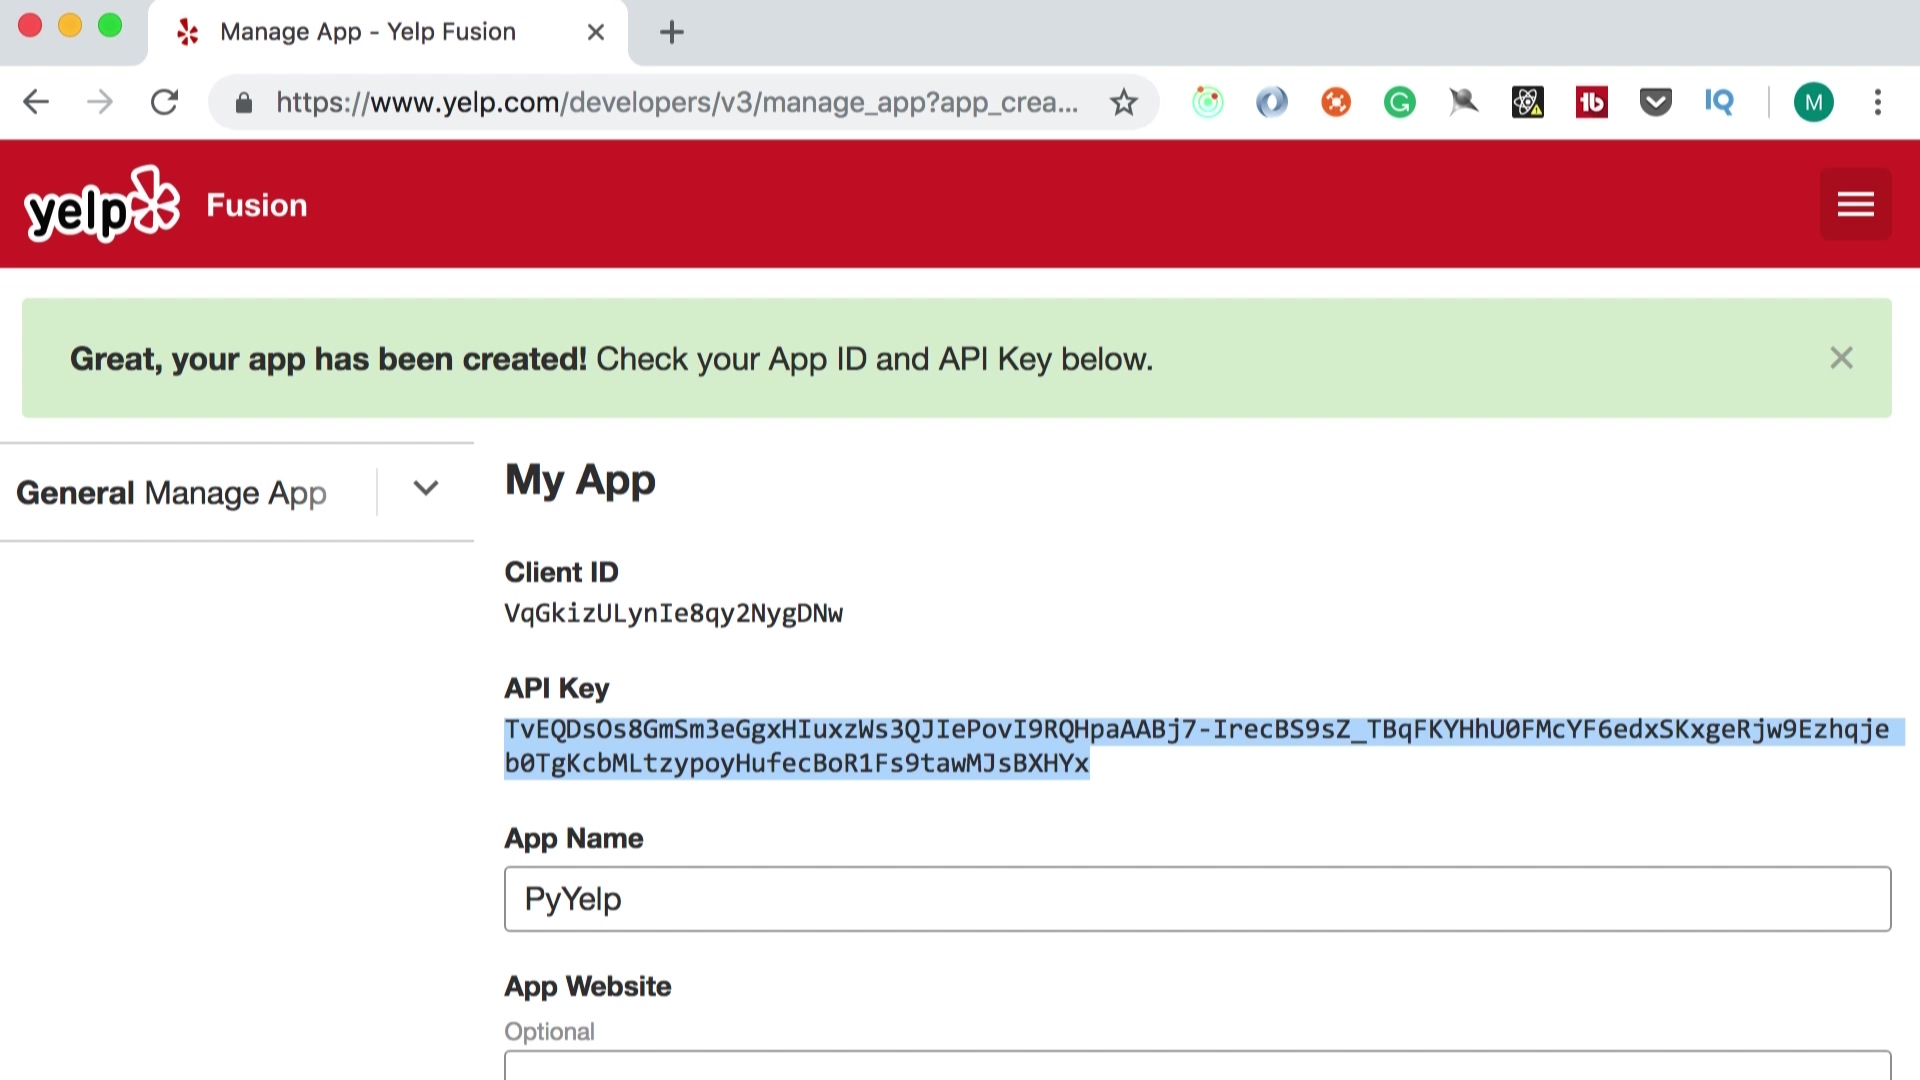 Manage App - Yelp Fusion
https://www.yelp.com/developers/v3/manage_app?app_crea...
M
yelp Fusion
Great, your app has been created! Check your App ID and API Key below.
General Manage App
My App
Client ID
VqGkizULynIe8qy2NygDNw
API Key
TvEQDsOs8GmSm3eGgxHIuxzWs3QJIePovI9RQHpaAABj7-IrecBS9sZ_TBqFKYHhU0FMcYF6edxSKxgeRjw9Ezhqje
b0TgKcbMLtzypoyHufecBoR1Fs9tawMJsBXHYx
App Name
PyYelp
App Website
Optional